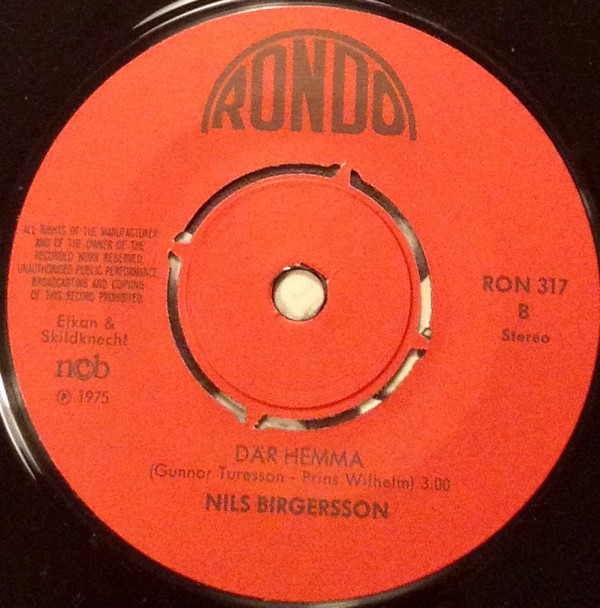 RONDO
ALL RIGHTS OF THE MANUFACTURER
AND OF THE OWNER OF THE
RECORDED WORK RESERVED.
UNAUTHORISED PUBLIC PERFORMANCE,
BROADCASTING AND COPYING
OF THIS RECORD PROHIBITED.
Elkan &
Skildknecht
ncb
℗ 1975
RON 317
B
Stereo
DÄR HEMMA
(Gunnar Turesson - Prins Wilhelm) 3.00
NILS BIRGERSSON